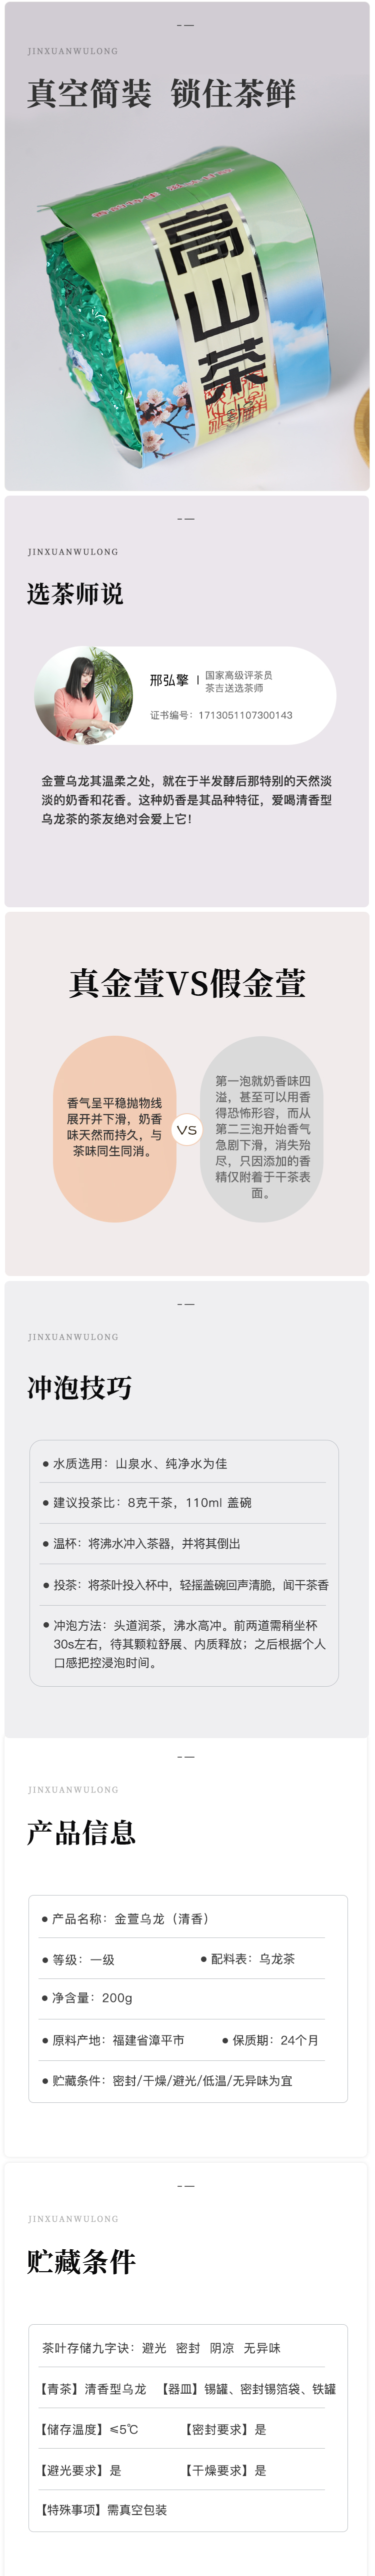 JINXUANWULONG
真空简装 锁住茶鲜
高山茶
JINXUANWULONG
选茶师说
邢弘擎
国家高级评茶员
茶吉送选茶师
证书编号：1713051107300143
金萱乌龙其温柔之处，就在于半发酵后那特别的天然淡
淡的奶香和花香。这种奶香是其品种特征，爱喝清香型
乌龙茶的茶友绝对会爱上它！
真金萱VS假金萱
香气呈平稳抛物线
展开并下滑，奶香
味天然而持久，与
茶味同生同消。
VS
第一泡就奶香味四
溢，甚至可以用香
得恐怖形容，而从
第二三泡开始香气
急剧下滑，消失殆
尽，只因添加的香
精仅附着于干茶表
面。
JINXUANWULONG
冲泡技巧
● 水质选用：山泉水、纯净水为佳
● 建议投茶比：8克干茶，110ml 盖碗
● 温杯：将沸水冲入茶器，并将其倒出
● 投茶：将茶叶投入杯中，轻摇盖碗回声清脆，闻干茶香
● 冲泡方法：头道润茶，沸水高冲。前两道需稍坐杯
30s左右，待其颗粒舒展、内质释放；之后根据个人
口感把控浸泡时间。
JINXUANWULONG
产品信息
● 产品名称：金萱乌龙（清香）
● 等级：一级 ● 配料表：乌龙茶
● 净含量：200g
● 原料产地：福建省漳平市 ● 保质期：24个月
● 贮藏条件：密封/干燥/避光/低温/无异味为宜
JINXUANWULONG
贮藏条件
茶叶存储九字诀：避光 密封 阴凉 无异味
【青茶】清香型乌龙 【器皿】锡罐、密封锡箔袋、铁罐
【储存温度】≤5℃ 【密封要求】是
【避光要求】是 【干燥要求】是
【特殊事项】需真空包装